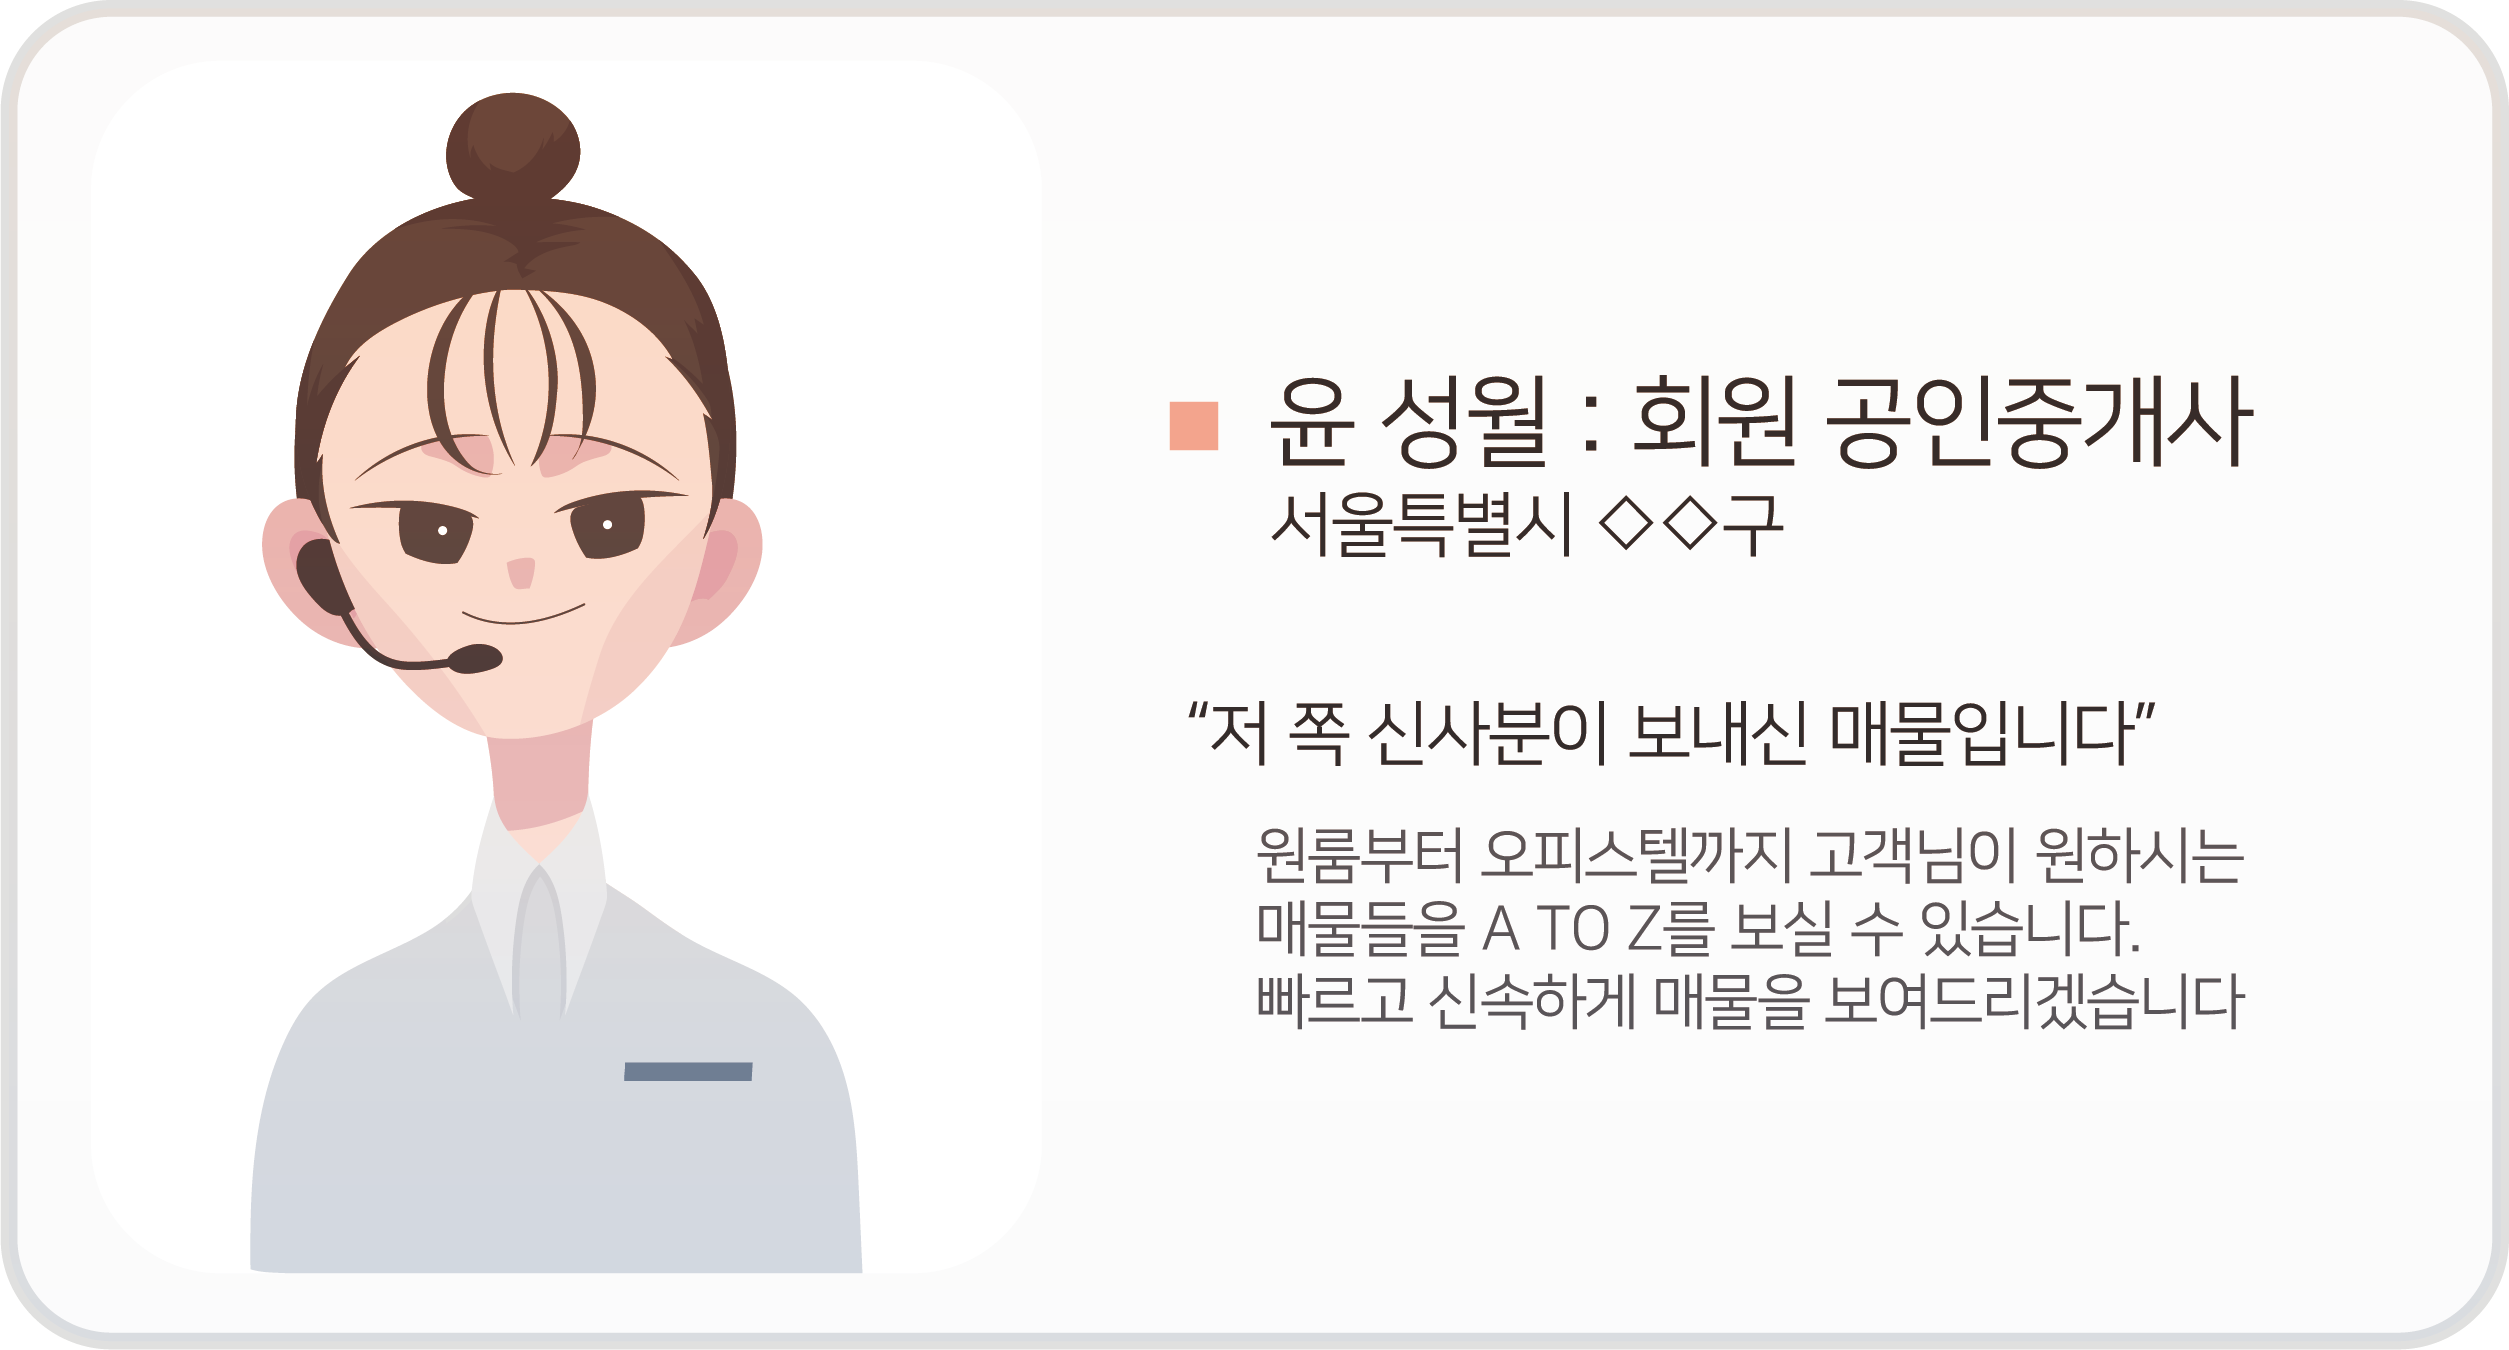 윤 성월 : 회원 공인중개사
서울특별시 ◇◇구
"저 쪽 신사분이 보내신 매물입니다"
원룸부터 오피스텔까지 고객님이 원하시는
매물들을 A TO Z를 보실 수 있습니다.
빠르고 신속하게 매물을 보여드리겠습니다